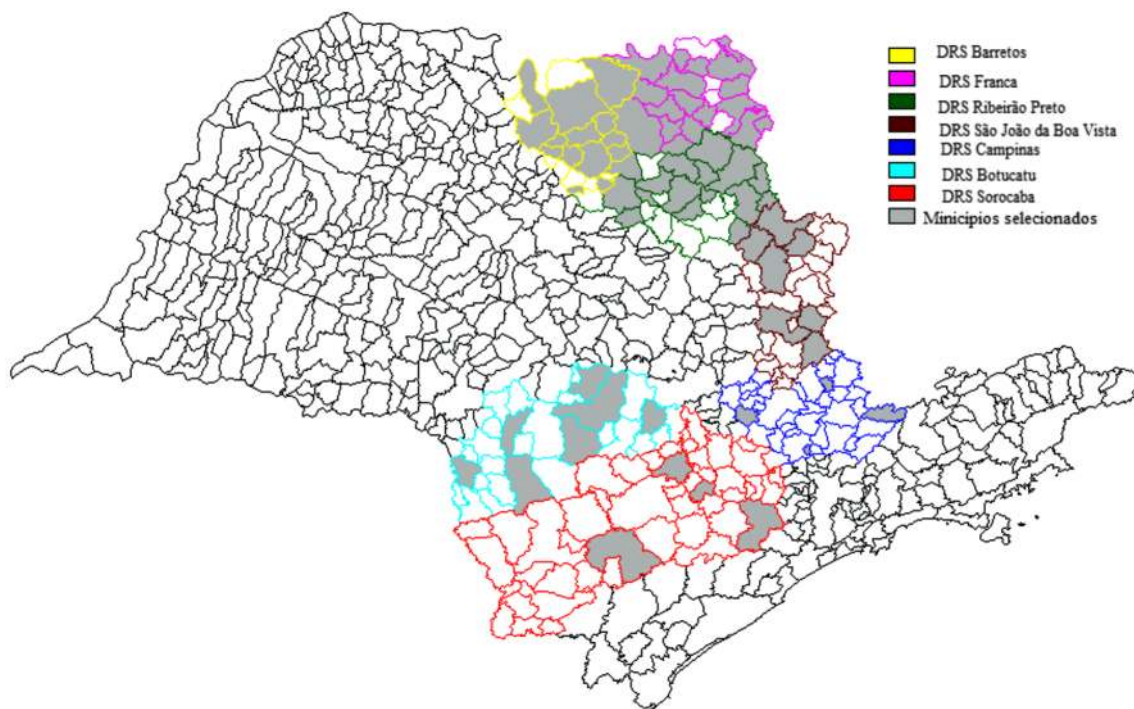 DRS Barretos
DRS Franca
DRS Ribeirão Preto
DRS São João da Boa Vista
DRS Campinas
DRS Botucatu
DRS Sorocaba
Minicipios selecionados